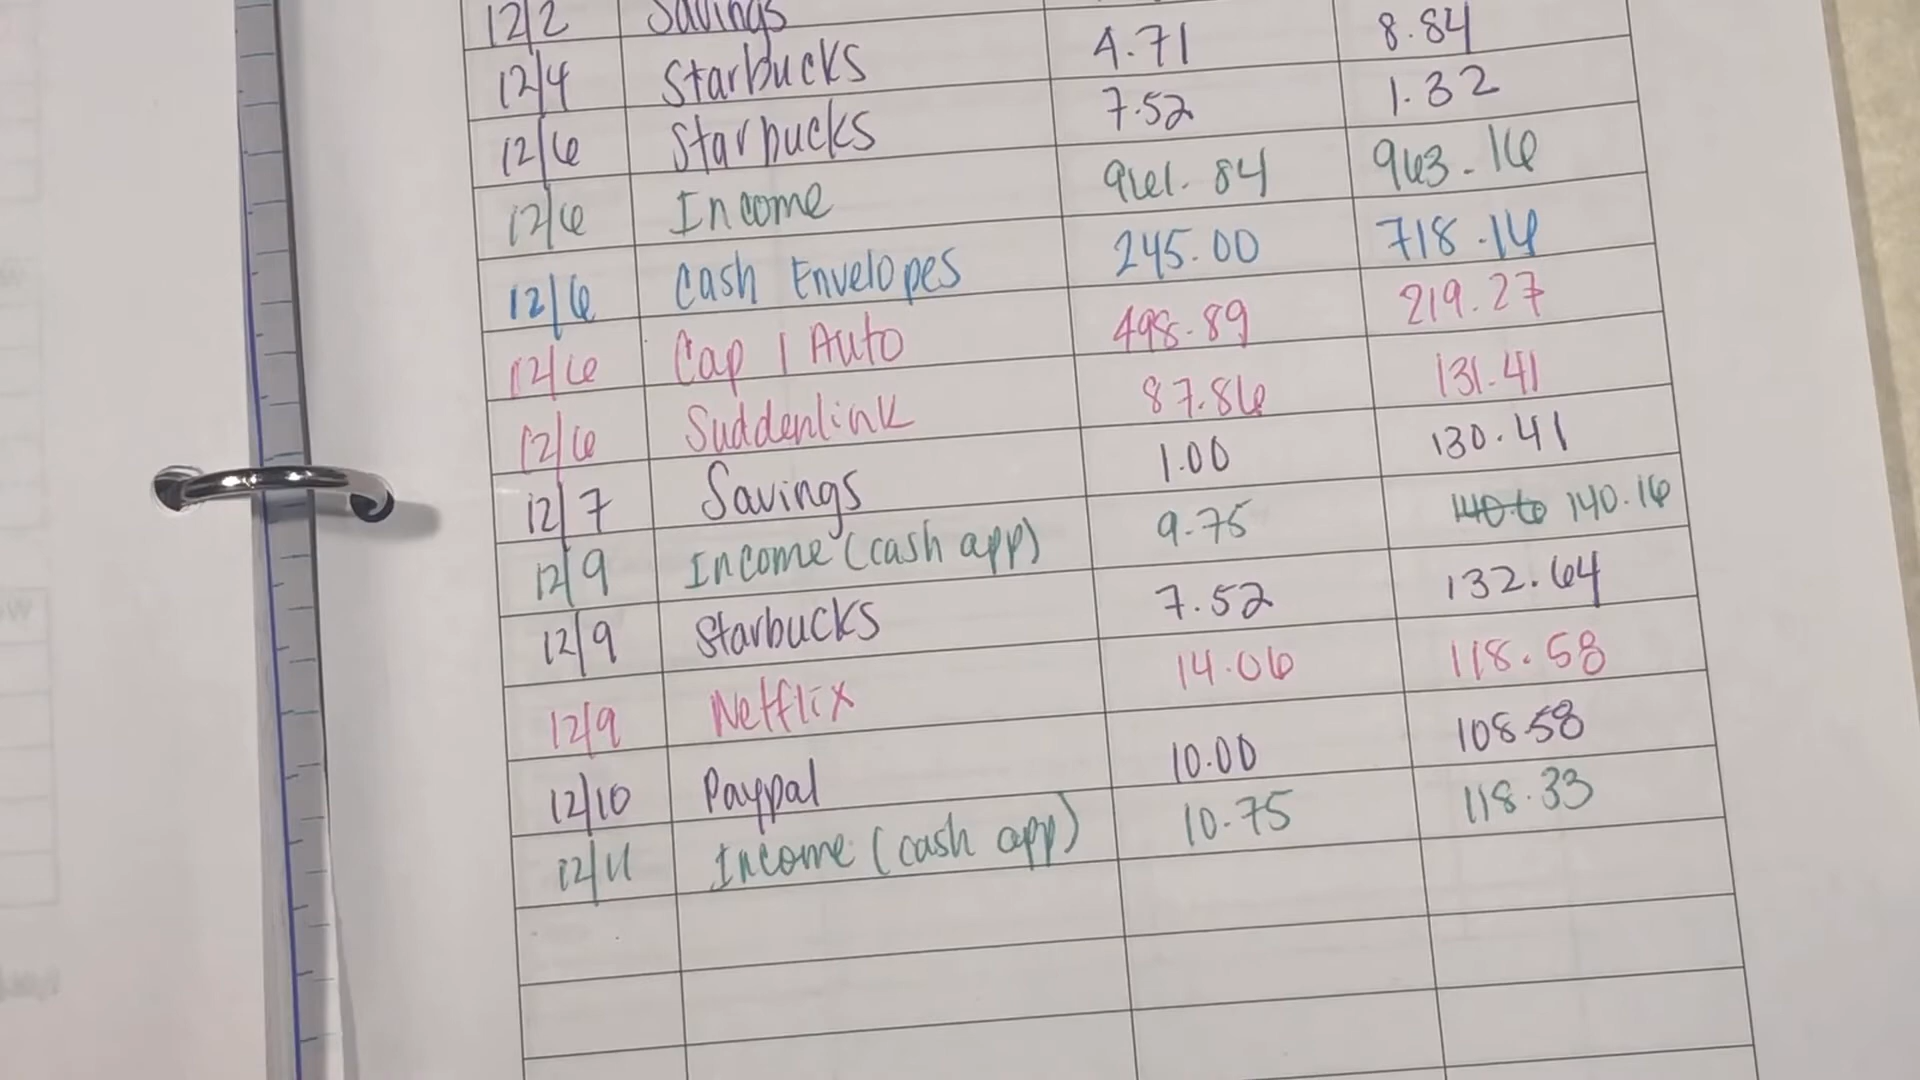 12/2 Savings
12/4 Starbucks 4.71 8.84
12/6 Starbucks 7.52 1.32
12/6 Income 961.84 963.16
12/6 Cash Envelopes 245.00 718.16
12/6 Cap 1 Auto 498.89 219.27
12/6 Suddenlink 87.86 131.41
12/7 Savings 1.00 130.41
12/9 Income (cash app) 9.75 140.16
12/9 Starbucks 7.52 132.64
12/9 Netflix 14.06 118.58
12/10 Paypal 10.00 108.58
12/11 Income (cash app) 10.75 118.33